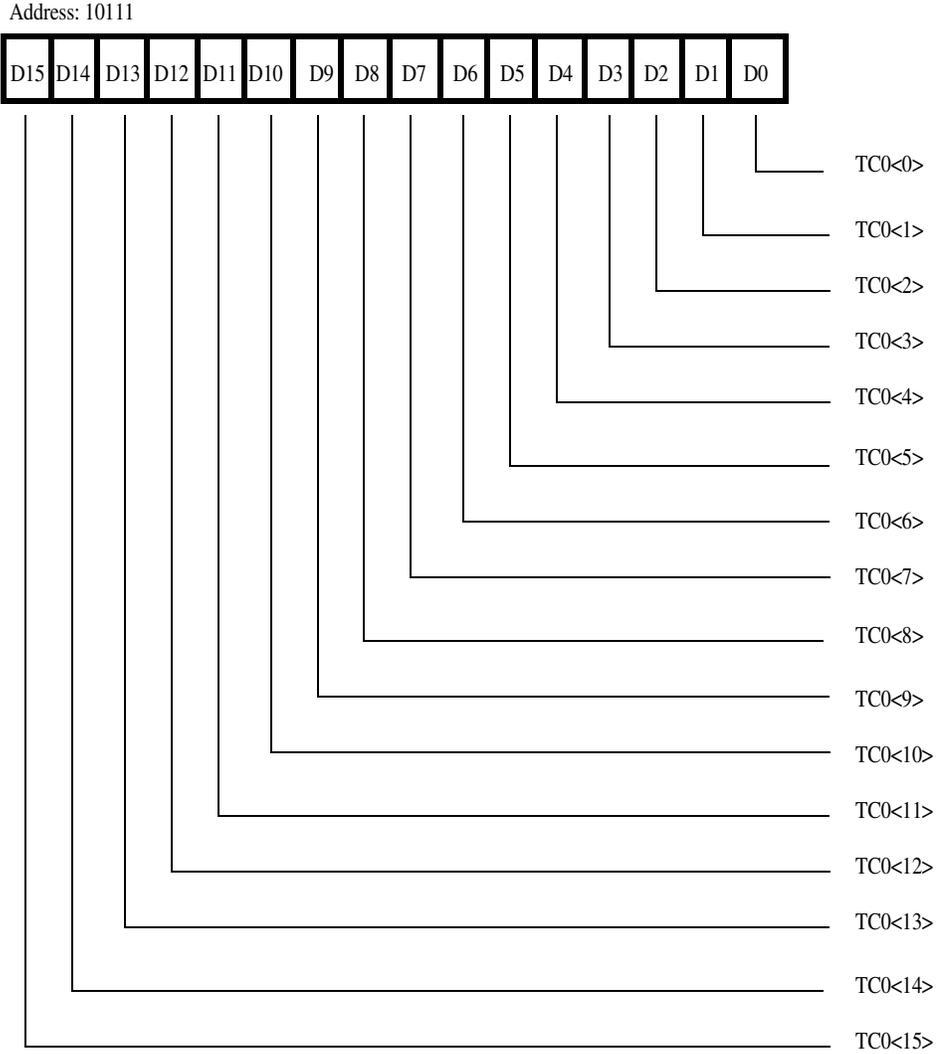 Address: 10111
D15 D14 D13 D12 D11 D10 D9 D8 D7 D6 D5 D4 D3 D2 D1 D0
TC0<0>
TC0<1>
TC0<2>
TC0<3>
TC0<4>
TC0<5>
TC0<6>
TC0<7>
TC0<8>
TC0<9>
TC0<10>
TC0<11>
TC0<12>
TC0<13>
TC0<14>
TC0<15>